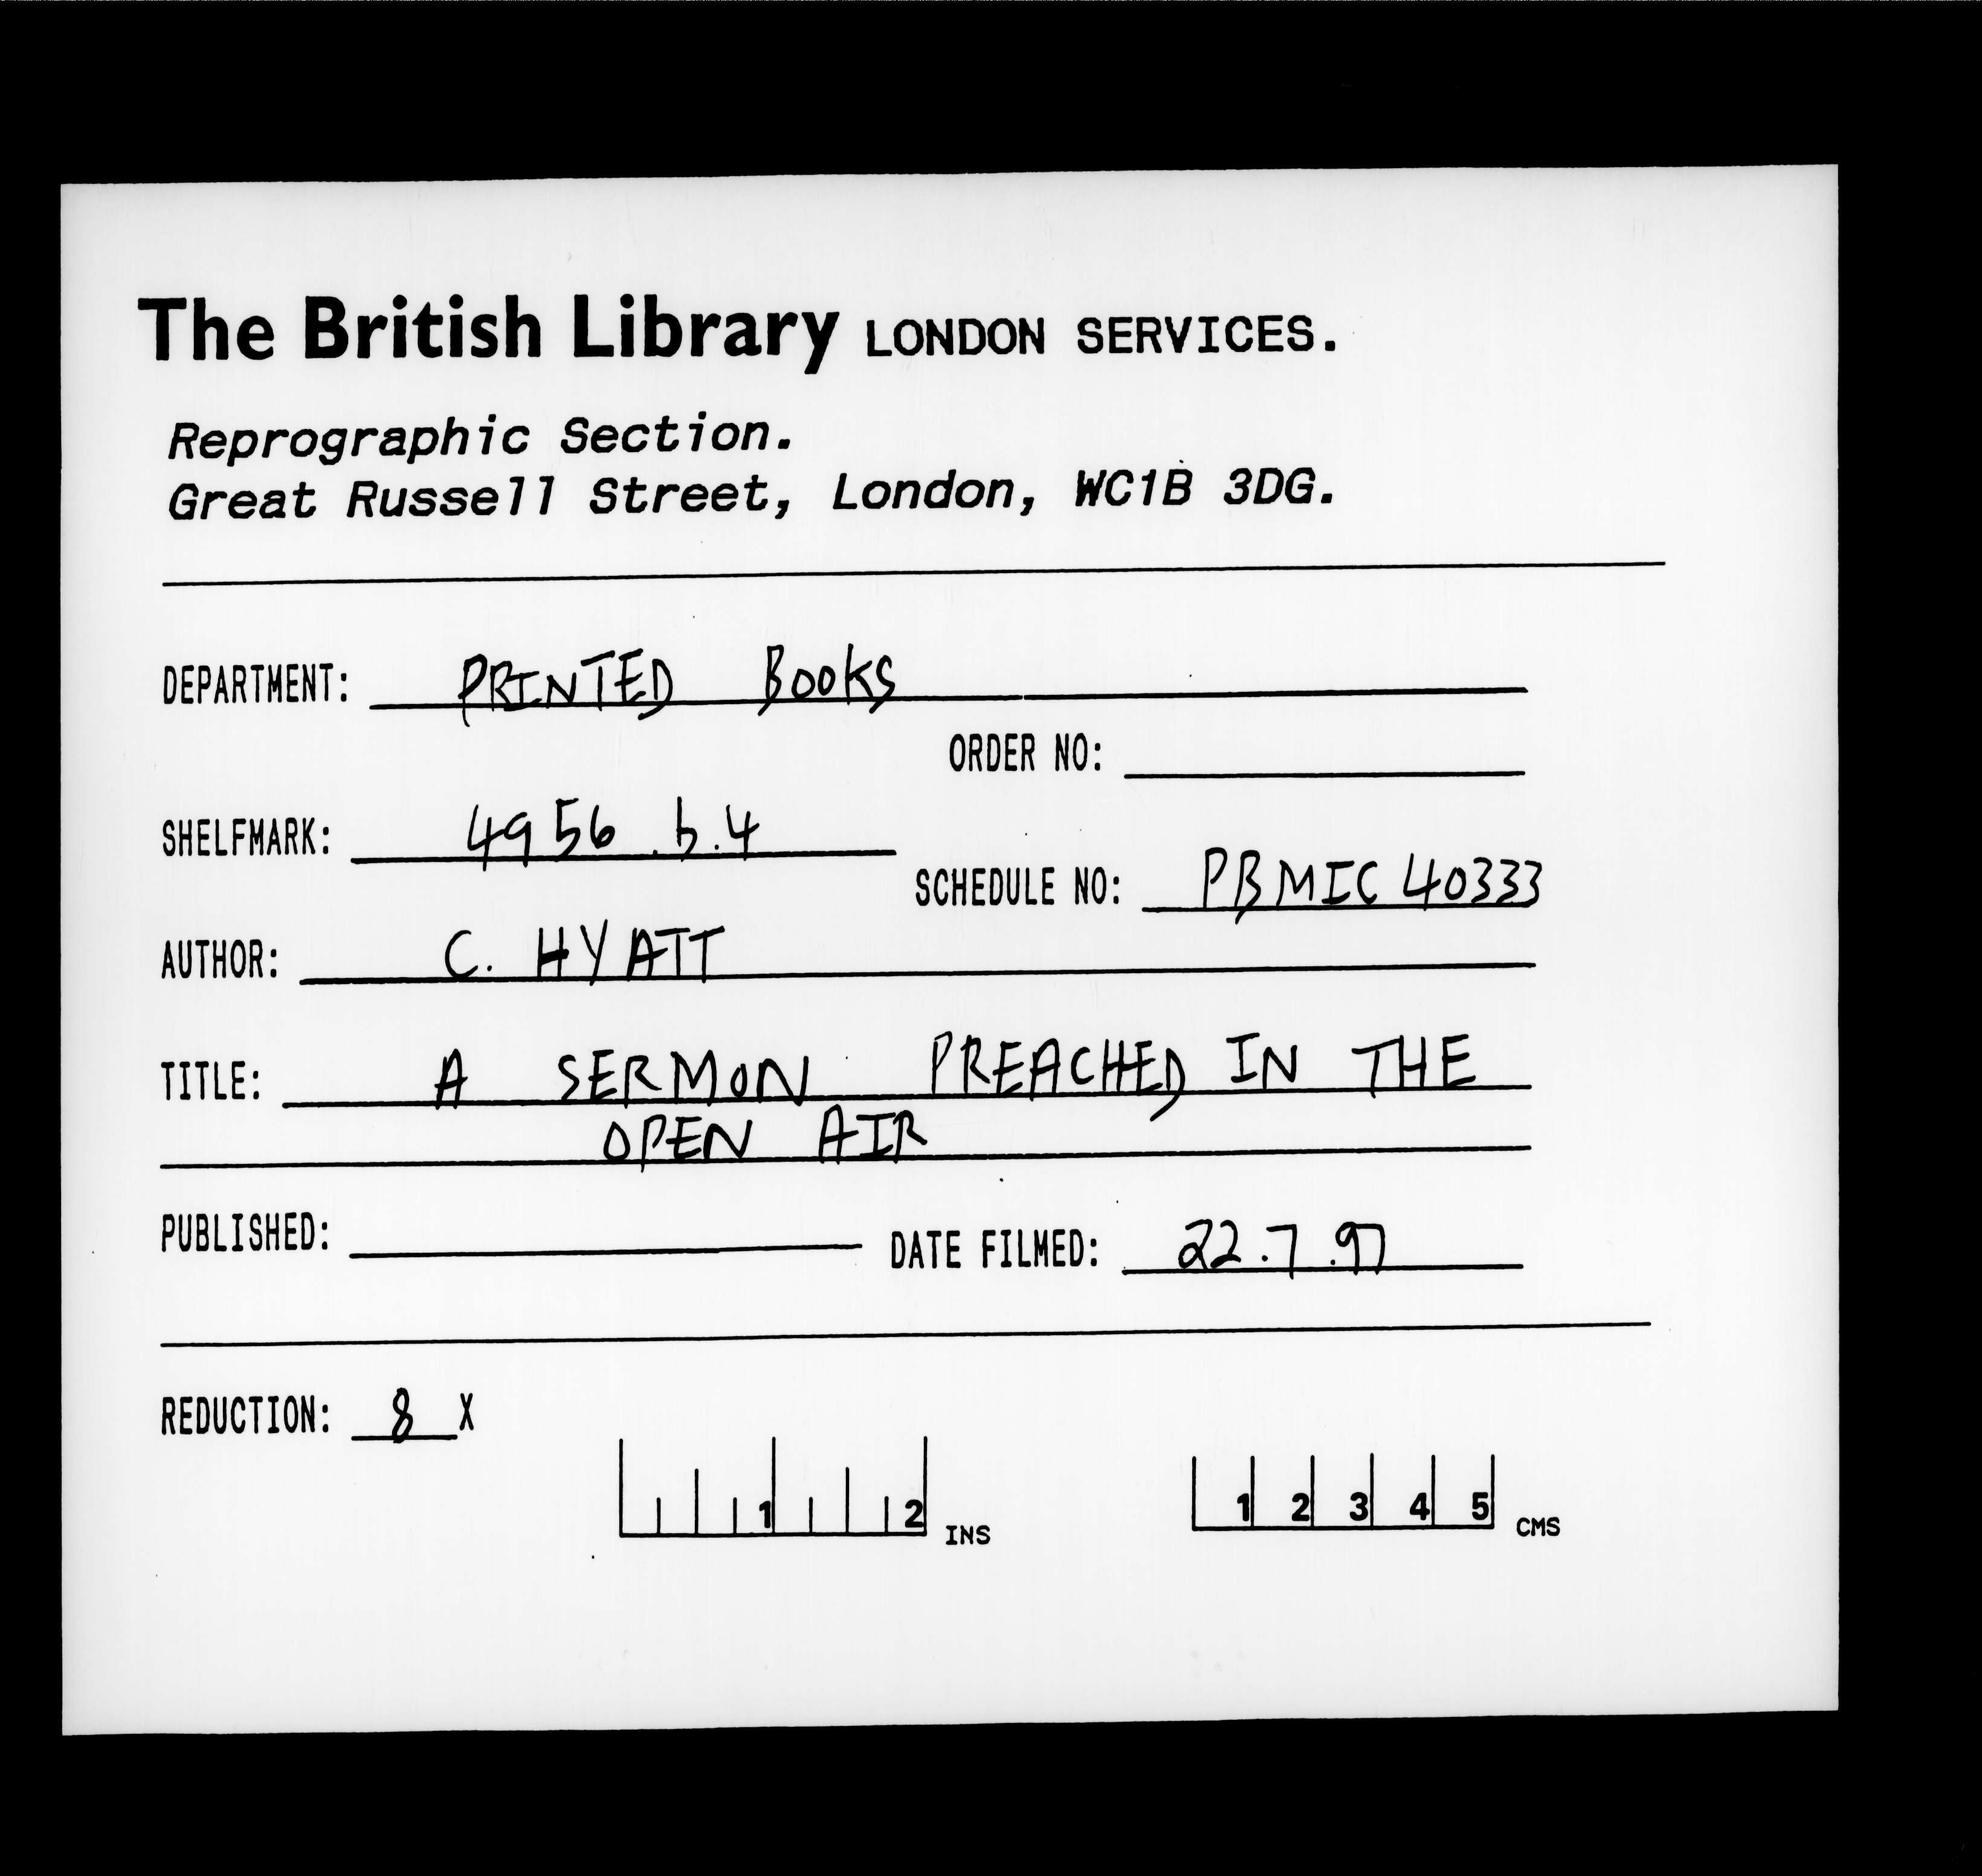 The British Library LONDON SERVICES.
Reprographic Section.
Great Russell Street, London, WC1B 3DG.
DEPARTMENT: PRINTED BOOKS
ORDER NO:
SHELFMARK: 4956.b.4
SCHEDULE NO: PBMIC 40333
AUTHOR: C. HYATT
TITLE: A SERMON PREACHED IN THE
OPEN AIR
PUBLISHED:
DATE FILMED: 22.7.97
REDUCTION: 8 X
1 2 INS
1 2 3 4 5 CMS